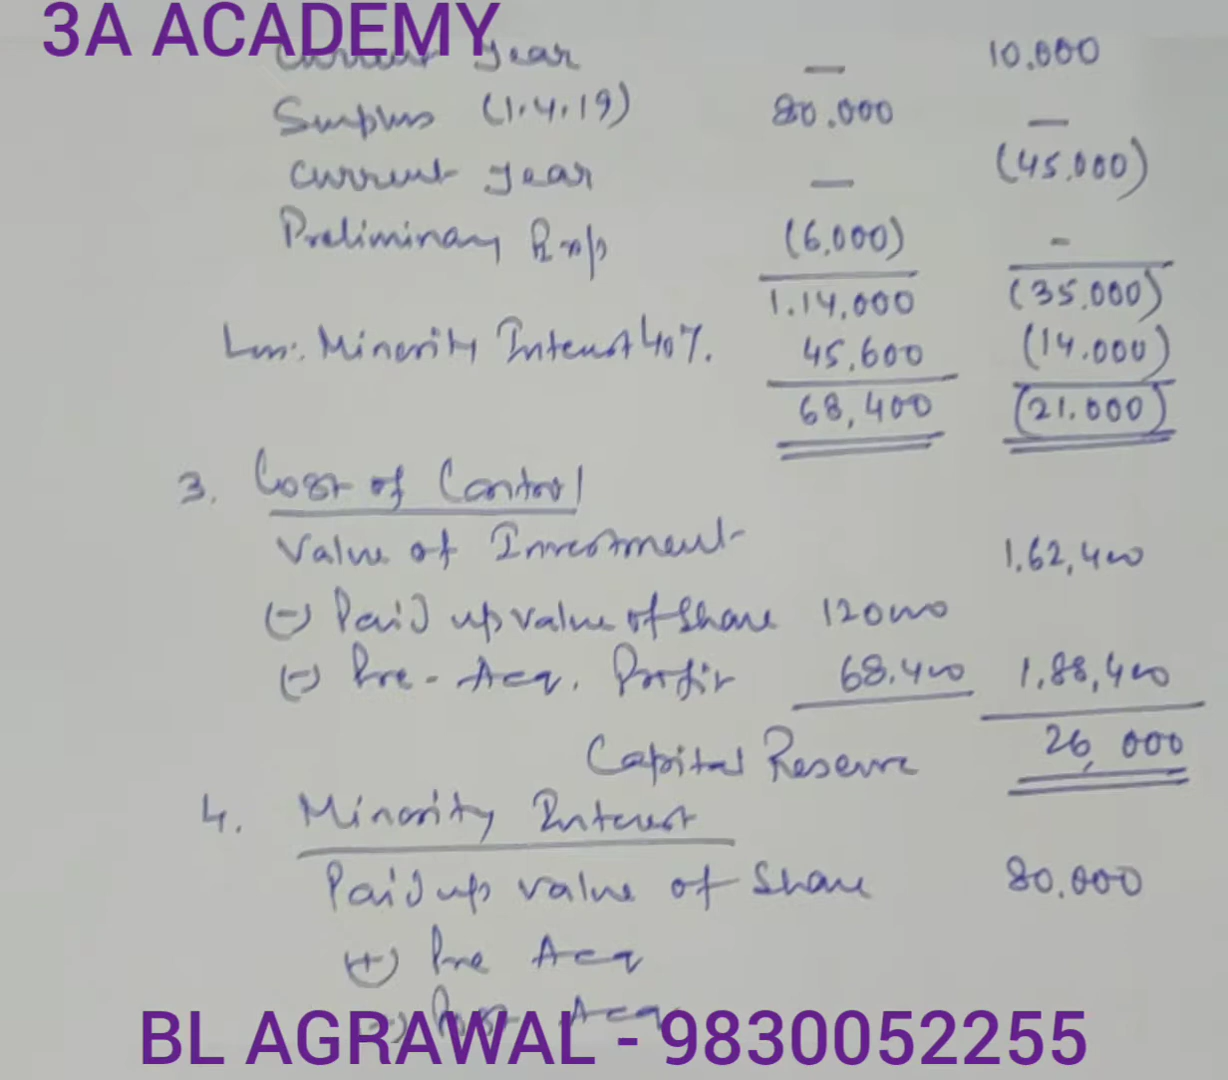 3A ACADEMY
Current year — 10,000
Surplus (1.4.19) 80.000 —
Current year — (45,000)
Preliminary Exp (6,000) -
1.14,000 (35,000)
Less: Minority Interest 40%. 45,600 (14.000)
68,400 (21.000)
3. Cost of Control
Value of Investment 1,62,400
(-) Paid up value of Share 120000
(-) Pre-Acq. Profit 68.400 1,88,400
Capital Reserve 26,000
4. Minority Interest
Paid up value of Share 80.000
(+) Pre Acq
(-) Post Acq
BL AGRAWAL - 9830052255